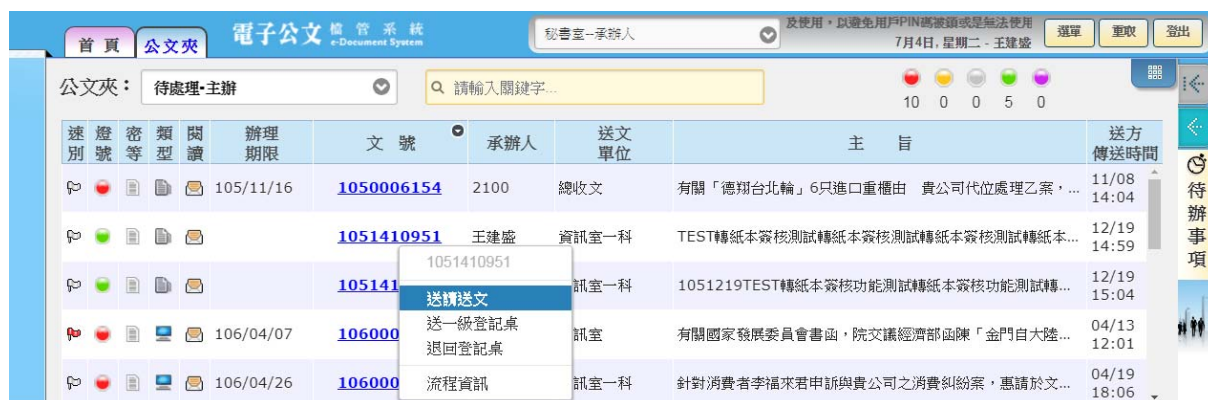 首頁
公文夾
電子公文 檔管系統
e-Document System
秘書室--承辦人
及使用,以避免用戶PIN碼被鎖或是無法使用
7月4日, 星期二 - 王建盛
選單
重取
登出
公文夾:
待處理-主辦
請輸入關鍵字...
10 0 0 5 0
速別 燈號 密等 類型 閱讀 辦理期限 文號 承辦人 送文單位 主旨 送方傳送時間
105/11/16 1050006154 2100 總收文 有關「德翔台北輪」6只進口重櫃由 貴公司代位處理乙案,... 11/08 14:04
1051410951 王建盛 資訊室一科 TEST轉紙本簽核測試轉紙本簽核測試轉紙本簽核測試轉紙本... 12/19 14:59
105141 訊室一科 1051219TEST轉紙本簽核功能測試轉紙本簽核功能測試轉... 12/19 15:04
106/04/07 106000 訊室 有關國家發展委員會書函,院交議經濟部函陳「金門自大陸... 04/13 12:01
106/04/26 106000 訊室一科 針對消費者李福來君申訴與貴公司之消費糾紛案,惠請於文... 04/19 18:06
1051410951
送請送文
送一級登記桌
退回登記桌
流程資訊
待辦事項